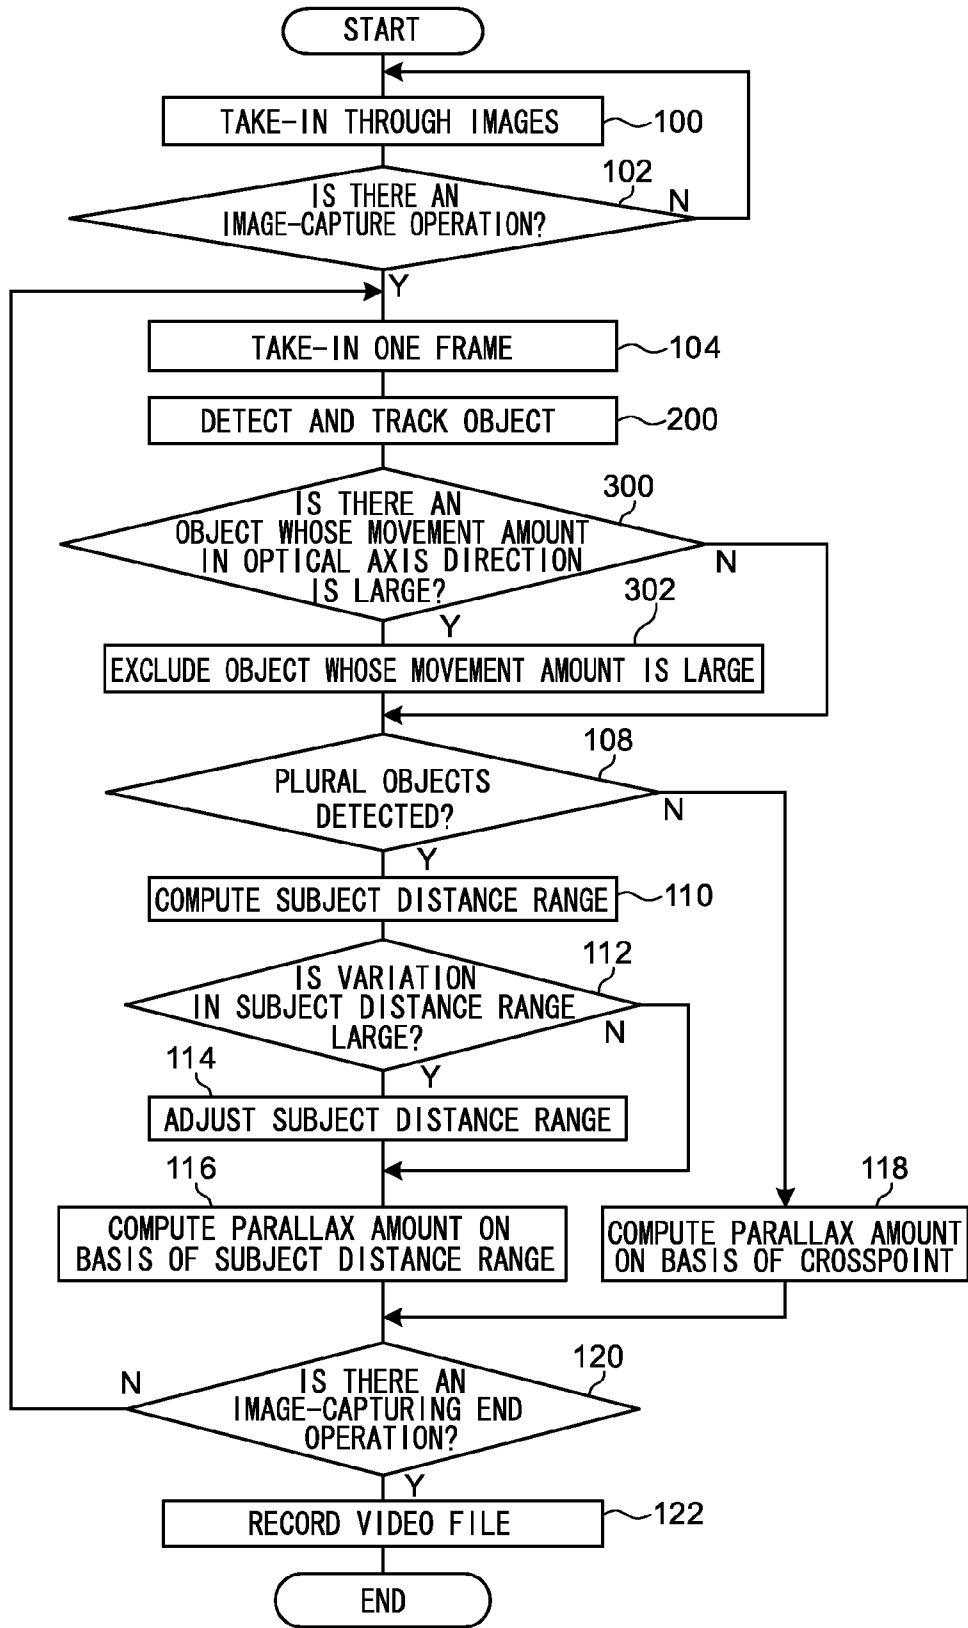 START
TAKE-IN THROUGH IMAGES
100
102
IS THERE AN
IMAGE-CAPTURE OPERATION?
N
Y
TAKE-IN ONE FRAME
104
DETECT AND TRACK OBJECT
200
300
IS THERE AN
OBJECT WHOSE MOVEMENT AMOUNT
IN OPTICAL AXIS DIRECTION
IS LARGE?
N
Y
302
EXCLUDE OBJECT WHOSE MOVEMENT AMOUNT IS LARGE
108
PLURAL OBJECTS
DETECTED?
N
Y
COMPUTE SUBJECT DISTANCE RANGE
110
112
IS VARIATION
IN SUBJECT DISTANCE RANGE
LARGE?
N
Y
114
ADJUST SUBJECT DISTANCE RANGE
116
COMPUTE PARALLAX AMOUNT ON
BASIS OF SUBJECT DISTANCE RANGE
118
COMPUTE PARALLAX AMOUNT
ON BASIS OF CROSSPOINT
120
N
IS THERE AN
IMAGE-CAPTURING END
OPERATION?
Y
RECORD VIDEO FILE
122
END